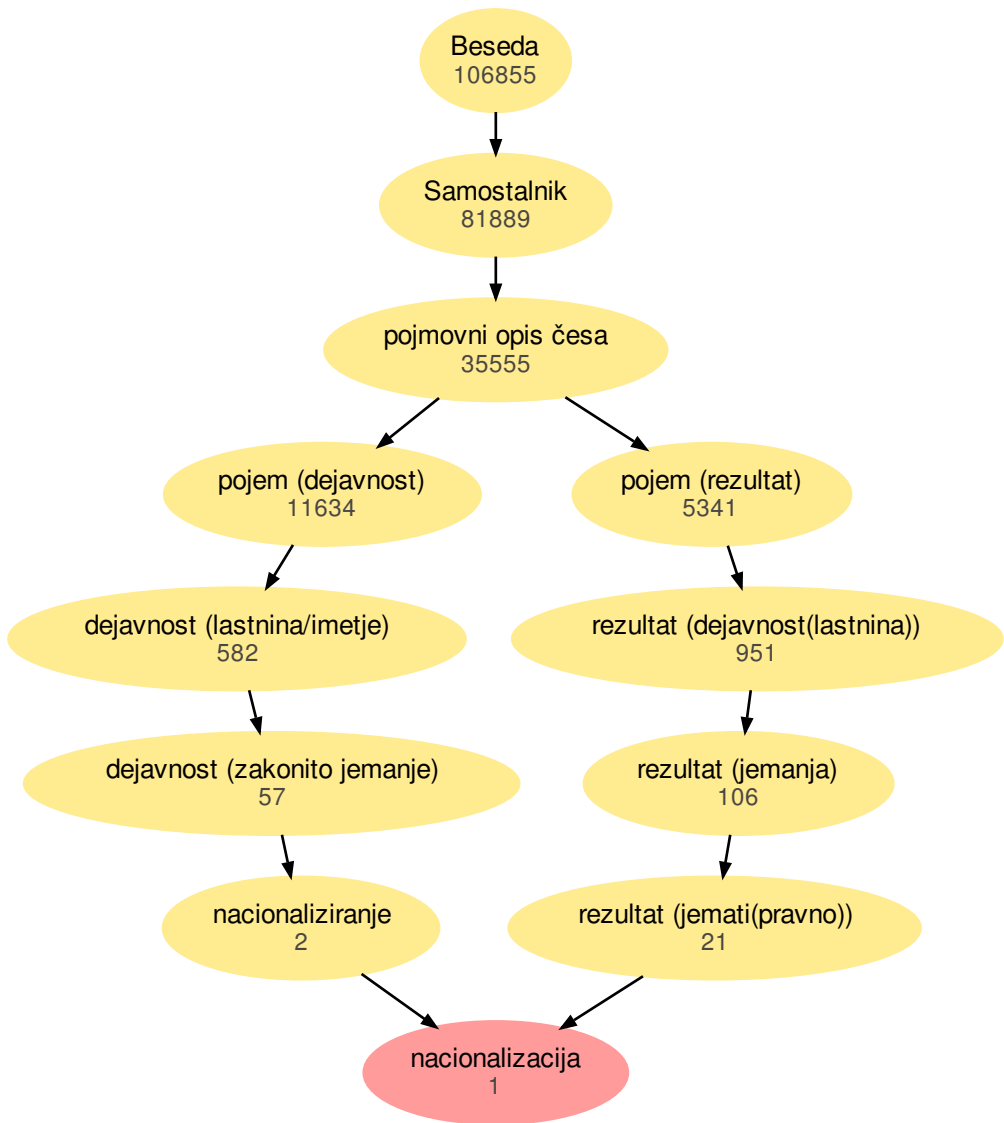 Beseda
106855
Samostalnik
81889
pojmovni opis česa
35555
pojem (dejavnost)
11634
pojem (rezultat)
5341
dejavnost (lastnina/imetje)
582
rezultat (dejavnost(lastnina))
951
dejavnost (zakonito jemanje)
57
rezultat (jemanja)
106
nacionaliziranje
2
rezultat (jemati(pravno))
21
nacionalizacija
1